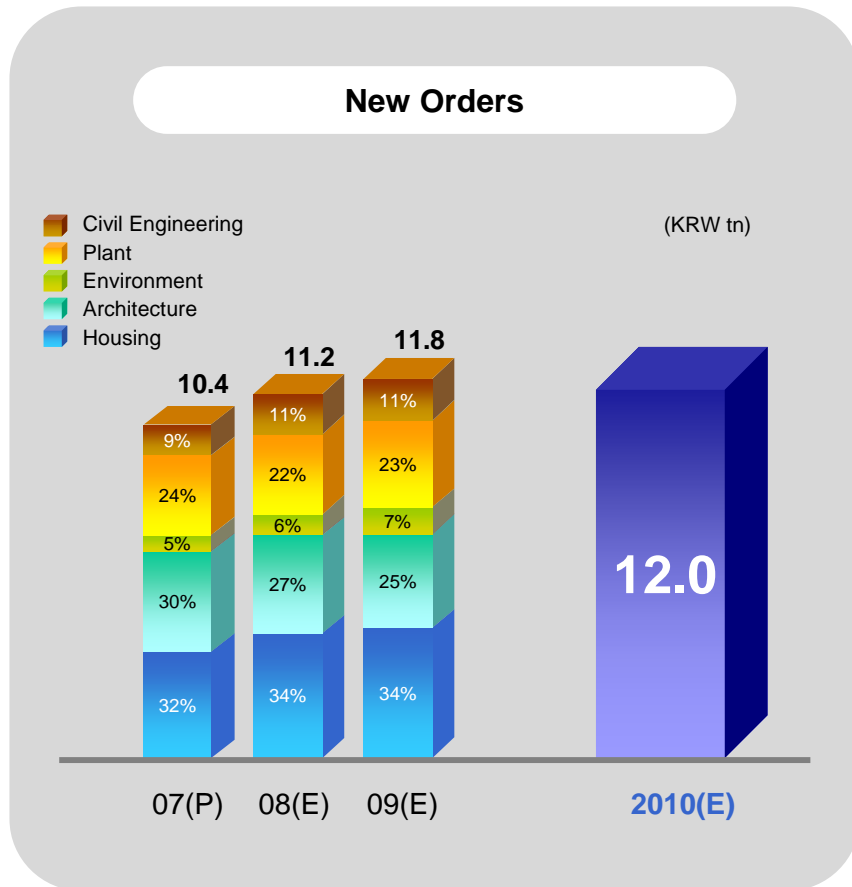 New Orders
Civil Engineering
(KRW tn)
Plant
Environment
Architecture
Housing
10.4
11.2
11.8
9%
11%
11%
24%
22%
23%
5%
6%
7%
30%
27%
25%
32%
34%
34%
12.0
07(P)
08(E)
09(E)
2010(E)